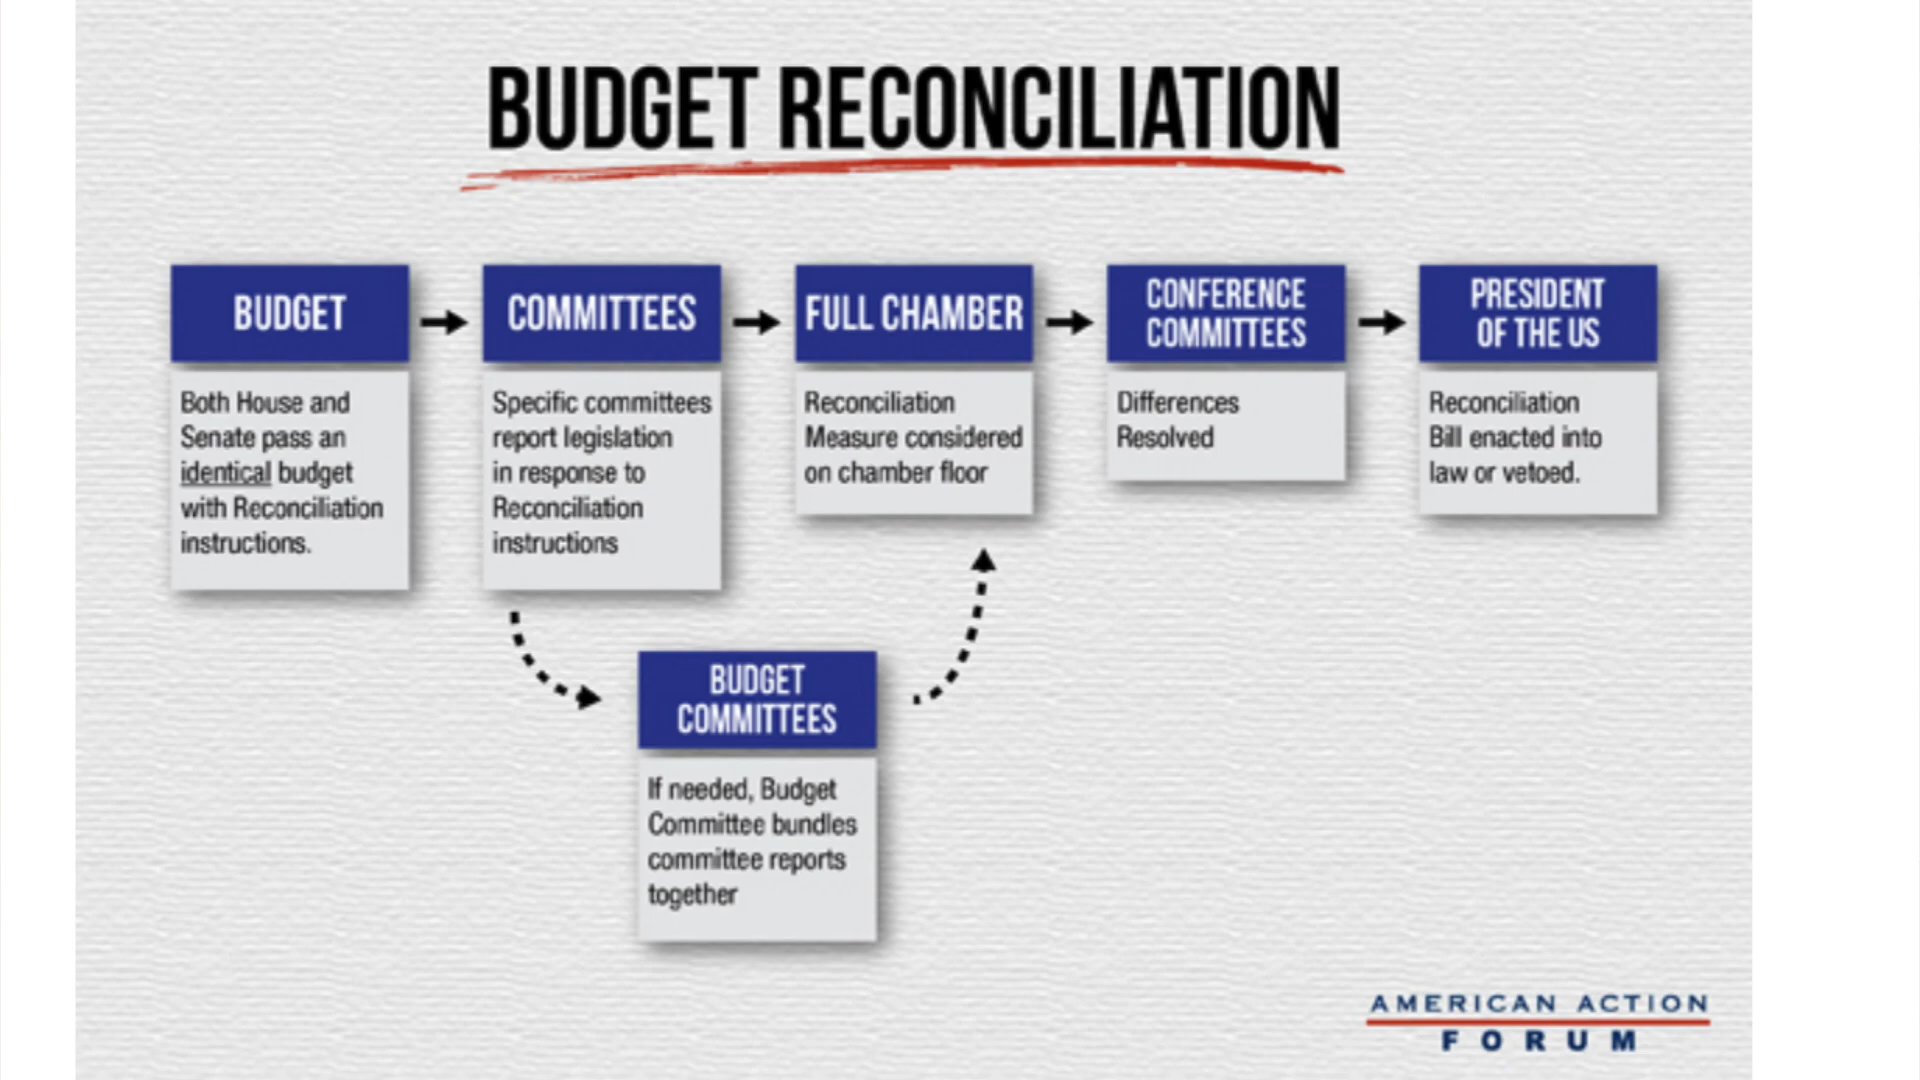 BUDGET RECONCILIATION
BUDGET
Both House and
Senate pass an
identical budget
with Reconciliation
instructions.
COMMITTEES
Specific committees
report legislation
in response to
Reconciliation
instructions
FULL CHAMBER
Reconciliation
Measure considered
on chamber floor
CONFERENCE
COMMITTEES
Differences
Resolved
PRESIDENT
OF THE US
Reconciliation
Bill enacted into
law or vetoed.
BUDGET
COMMITTEES
If needed, Budget
Committee bundles
committee reports
together
AMERICAN ACTION
FORUM